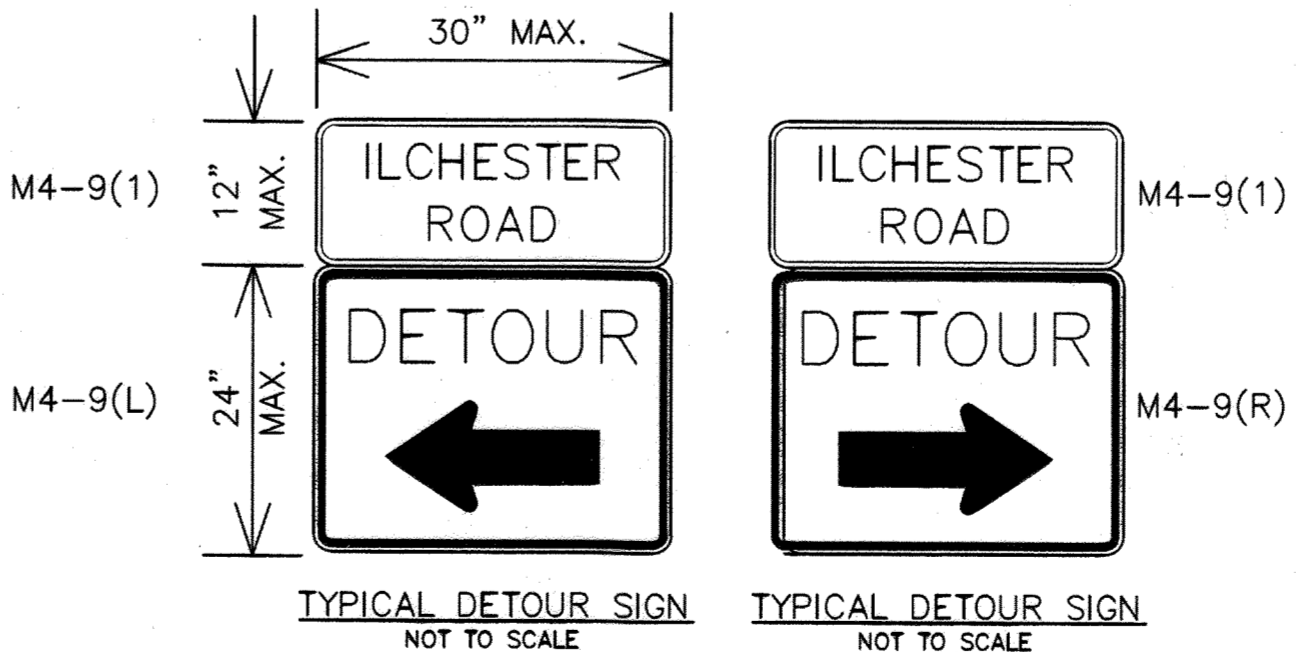 30" MAX.
M4-9(1)
12"
MAX.
ILCHESTER
ROAD
M4-9(L)
24"
MAX.
DETOUR
TYPICAL DETOUR SIGN
NOT TO SCALE
ILCHESTER
ROAD
M4-9(1)
DETOUR
M4-9(R)
TYPICAL DETOUR SIGN
NOT TO SCALE